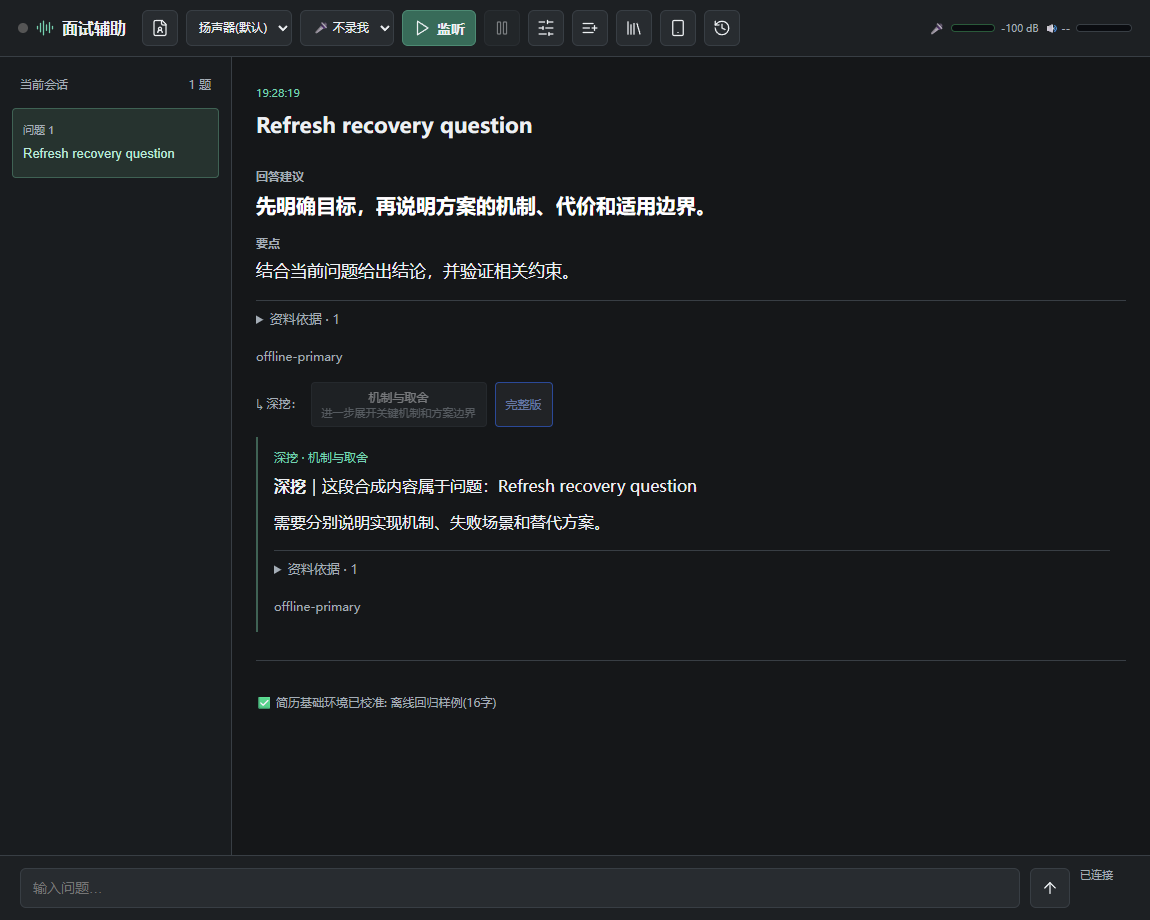 面试辅助
扬声器(默认)
不录我
监听
-100 dB
--
当前会话
1 题
问题 1
Refresh recovery question
19:28:19
Refresh recovery question
回答建议
先明确目标，再说明方案的机制、代价和适用边界。
要点
结合当前问题给出结论，并验证相关约束。
资料依据 · 1
offline-primary
↳ 深挖:
机制与取舍
进一步展开关键机制和方案边界
完整版
深挖 · 机制与取舍
深挖 | 这段合成内容属于问题：Refresh recovery question
需要分别说明实现机制、失败场景和替代方案。
资料依据 · 1
offline-primary
✅ 简历基础环境已校准: 离线回归样例(16字)
输入问题...
已连接